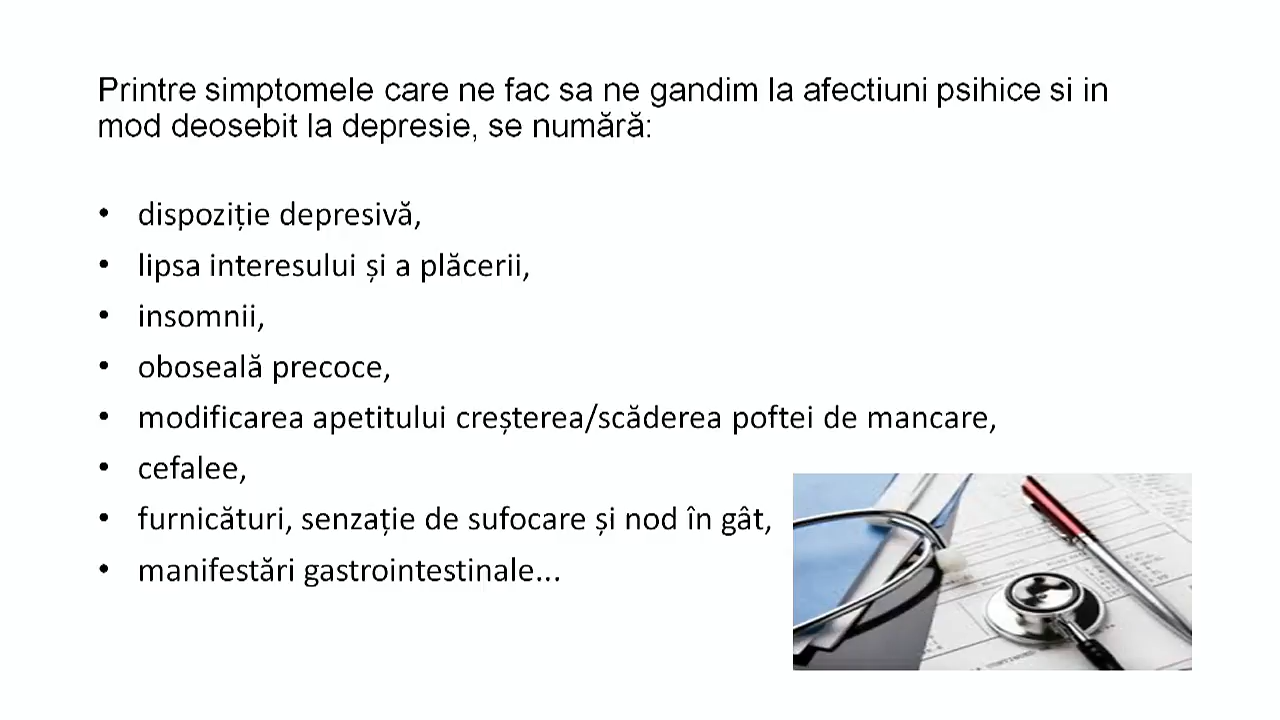 Printre simptomele care ne fac sa ne gandim la afectiuni psihice si in
mod deosebit la depresie, se numără:
• dispoziție depresivă,
• lipsa interesului și a plăcerii,
• insomnii,
• oboseală precoce,
• modificarea apetitului creșterea/scăderea poftei de mancare,
• cefalee,
• furnicături, senzație de sufocare și nod în gât,
• manifestări gastrointestinale...